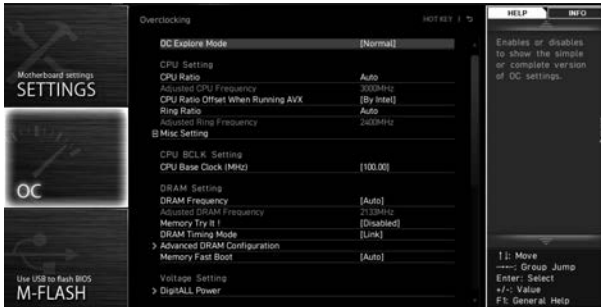 Overclocking
HOT KEY |
HELP
INFO
Motherboard settings
SETTINGS
OC
Use USB to flash BIOS
M-FLASH
OC Explore Mode [Normal]
CPU Setting
CPU Ratio Auto
Adjusted CPU Frequency 3000MHz
CPU Ratio Offset When Running AVX [By Intel]
Ring Ratio Auto
Adjusted Ring Frequency 2400MHz
Misc Setting
CPU BCLK Setting
CPU Base Clock (MHz) [100.00]
DRAM Setting
DRAM Frequency [Auto]
Adjusted DRAM Frequency 2133MHz
Memory Try It ! [Disabled]
DRAM Timing Mode [Link]
> Advanced DRAM Configuration
Memory Fast Boot [Auto]
Voltage Setting
> DigitALL Power
Enables or disables
to show the simple
or complete version
of OC settings.
↑↓: Move
→←: Group Jump
Enter: Select
+/-: Value
F1: General Help